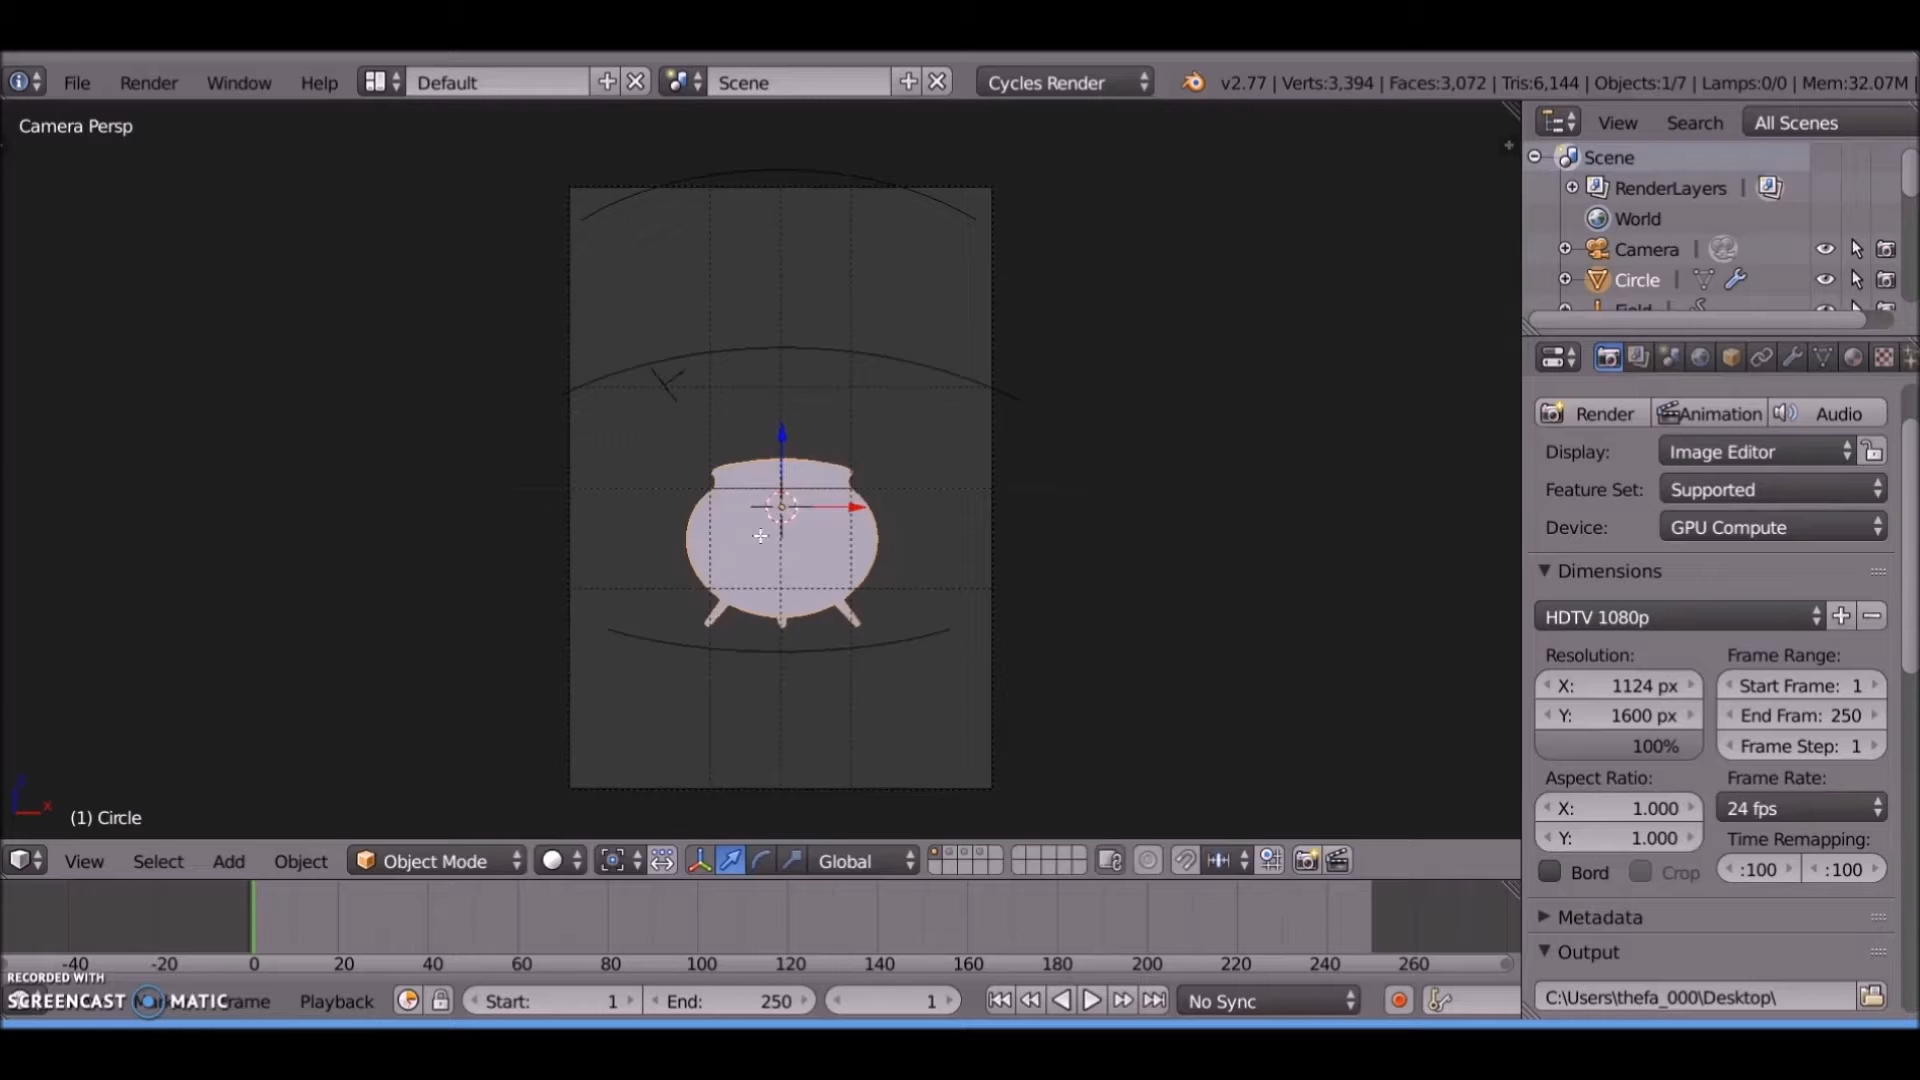 File Render Window Help Default Scene Cycles Render v2.77 | Verts:3,394 | Faces:3,072 | Tris:6,144 | Objects:1/7 | Lamps:0/0 | Mem:32.07M |
Camera Persp
View Search All Scenes
Scene
RenderLayers |
World
Camera |
Circle |
Render Animation Audio
Display: Image Editor
Feature Set: Supported
Device: GPU Compute
Dimensions
HDTV 1080p
Resolution: Frame Range:
X: 1124 px Start Frame: 1
Y: 1600 px End Fram: 250
100% Frame Step: 1
Aspect Ratio: Frame Rate:
X: 1.000 24 fps
Y: 1.000 Time Remapping:
Bord Crop :100 :100
Metadata
Output
C:\Users\thefa_000\Desktop\
x
(1) Circle
View Select Add Object Object Mode Global
-40 -20 0 20 40 60 80 100 120 140 160 180 200 220 240 260
RECORDED WITH
SCREENCAST MATIC
Frame Playback Start: 1 End: 250 1 No Sync